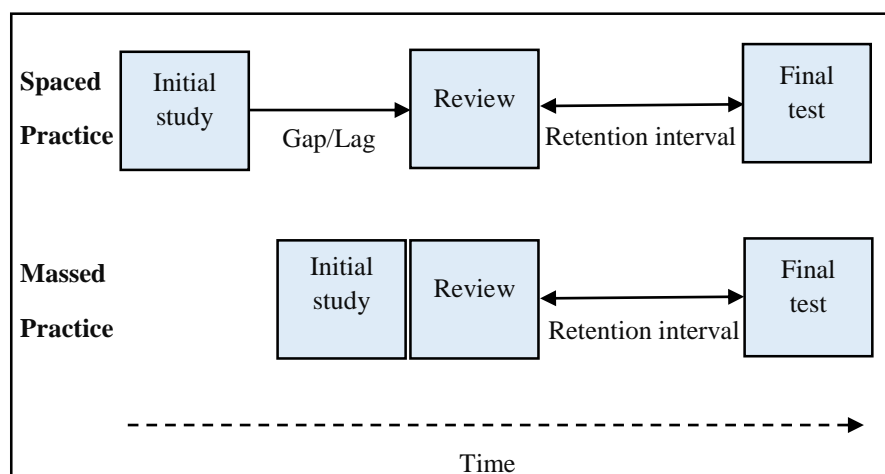 Spaced
Practice
Initial
study
Gap/Lag
Review
Retention interval
Final
test
Massed
Practice
Initial
study
Review
Retention interval
Final
test
Time